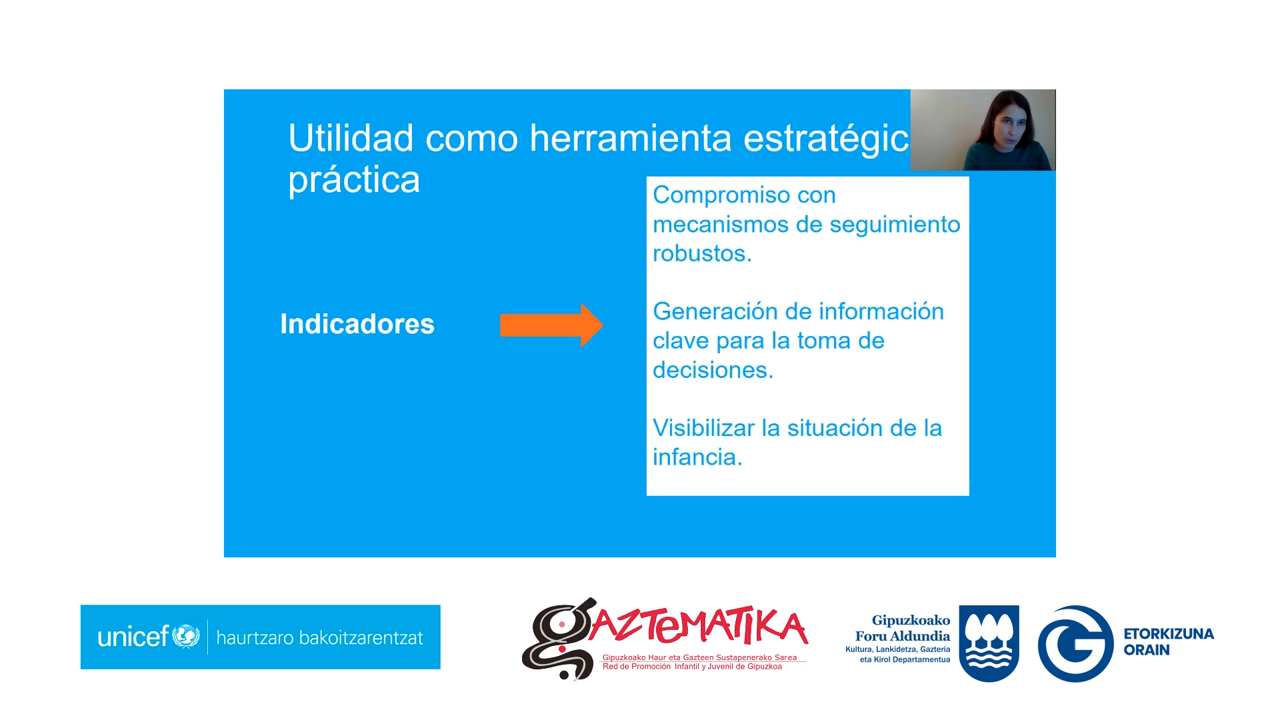 Utilidad como herramienta estratégic
práctica
Compromiso con
mecanismos de seguimiento
robustos.
Generación de información
clave para la toma de
decisiones.
Visibilizar la situación de la
infancia.
Indicadores
unicef haurtzaro bakoitzarentzat
GAZTEMATIKA
Gipuzkoako Haur eta Gazteen Sustapenerako Sarea
Red de Promoción Infantil y Juvenil de Gipuzkoa
Gipuzkoako
Foru Aldundia
Kultura, Lankidetza, Gazteria
eta Kirol Departamentua
ETORKIZUNA
ORAIN